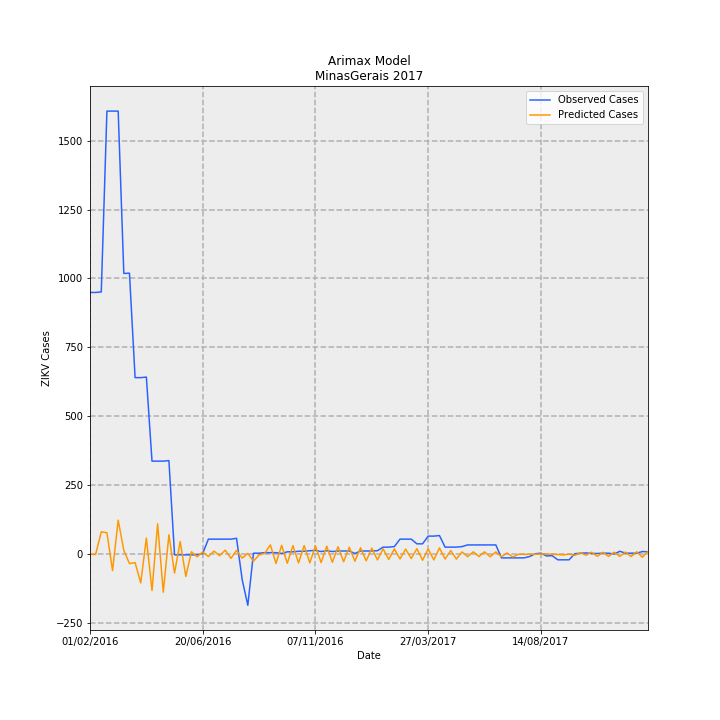 Arimax Model
MinasGerais 2017
Observed Cases
Predicted Cases
1500
1250
1000
750
500
250
0
−250
ZIKV Cases
01/02/2016
20/06/2016
07/11/2016
27/03/2017
14/08/2017
Date